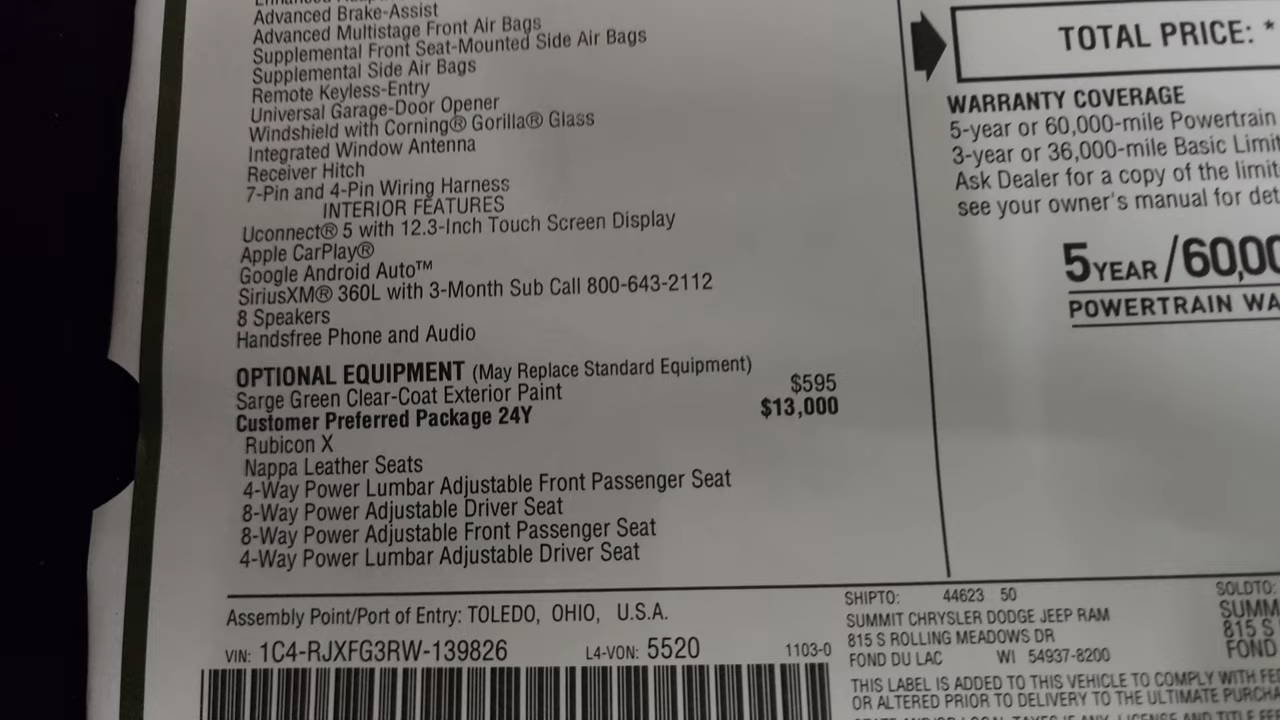 Advanced Brake-Assist
Advanced Multistage Front Air Bags
Supplemental Front Seat-Mounted Side Air Bags
Supplemental Side Air Bags
Remote Keyless-Entry
Universal Garage-Door Opener
Windshield with Corning® Gorilla® Glass
Integrated Window Antenna
Receiver Hitch
7-Pin and 4-Pin Wiring Harness
INTERIOR FEATURES
Uconnect® 5 with 12.3-Inch Touch Screen Display
Apple CarPlay®
Google Android Auto™
SiriusXM® 360L with 3-Month Sub Call 800-643-2112
8 Speakers
Handsfree Phone and Audio
OPTIONAL EQUIPMENT (May Replace Standard Equipment)
Sarge Green Clear-Coat Exterior Paint $595
Customer Preferred Package 24Y $13,000
Rubicon X
Nappa Leather Seats
4-Way Power Lumbar Adjustable Front Passenger Seat
8-Way Power Adjustable Driver Seat
8-Way Power Adjustable Front Passenger Seat
4-Way Power Lumbar Adjustable Driver Seat
TOTAL PRICE: *
WARRANTY COVERAGE
5-year or 60,000-mile Powertrain
3-year or 36,000-mile Basic Limit
Ask Dealer for a copy of the limit
see your owner's manual for det
5 YEAR / 60,00
POWERTRAIN WA
Assembly Point/Port of Entry: TOLEDO, OHIO, U.S.A.
VIN: 1C4-RJXFG3RW-139826 L4-VON: 5520 1103-0
SHIPTO: 44623 50
SUMMIT CHRYSLER DODGE JEEP RAM
815 S ROLLING MEADOWS DR
FOND DU LAC WI 54937-8200
SOLDTO:
SUMM
815 S
FOND
THIS LABEL IS ADDED TO THIS VEHICLE TO COMPLY WITH FE
OR ALTERED PRIOR TO DELIVERY TO THE ULTIMATE PURCHA